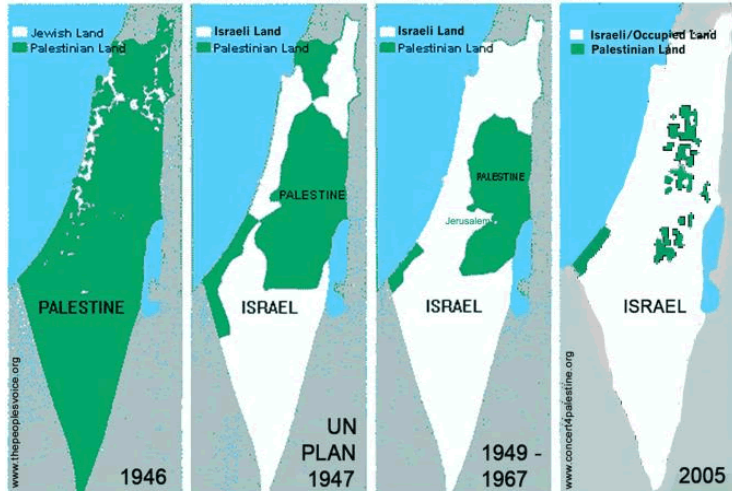 Jewish Land
Palestinian Land
PALESTINE
www.thepeoplesvoice.org
1946
Israeli Land
Palestinian Land
PALESTINE
ISRAEL
UN
PLAN
1947
Israeli Land
Palestinian Land
PALESTINE
Jerusalem
ISRAEL
1949 -
1967
Israeli/Occupied Land
Palestinian Land
ISRAEL
www.concert4palestine.org
2005